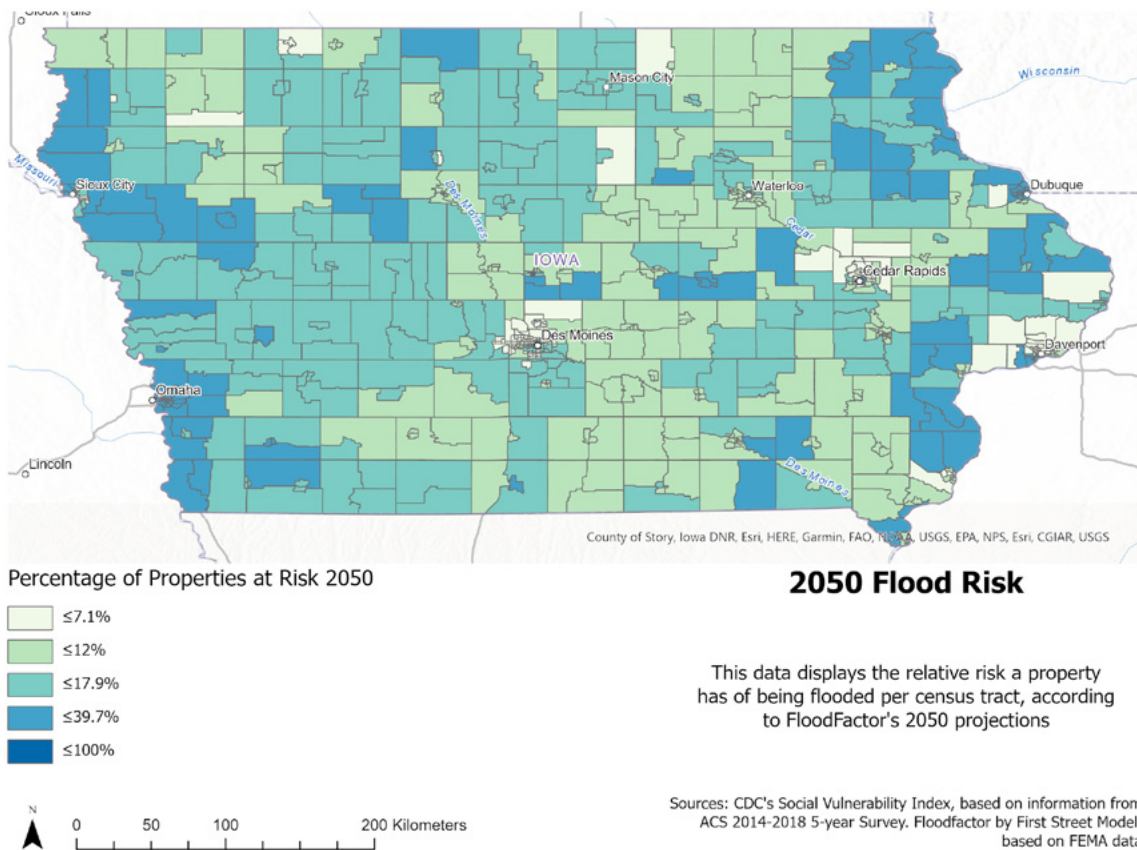 Sioux Falls
Mason City
Wisconsin
Missouri
Sioux City
Des Moines
Waterloo
Dubuque
Cedar
IOWA
Cedar Rapids
Des Moines
Davenport
Omaha
Lincoln
Des Moines
County of Story, Iowa DNR, Esri, HERE, Garmin, FAO, NOAA, USGS, EPA, NPS, Esri, CGIAR, USGS
Percentage of Properties at Risk 2050
≤7.1%
≤12%
≤17.9%
≤39.7%
≤100%
2050 Flood Risk
This data displays the relative risk a property
has of being flooded per census tract, according
to FloodFactor's 2050 projections
N
0 50 100 200 Kilometers
Sources: CDC's Social Vulnerability Index, based on information from
ACS 2014-2018 5-year Survey. Floodfactor by First Street Model
based on FEMA data